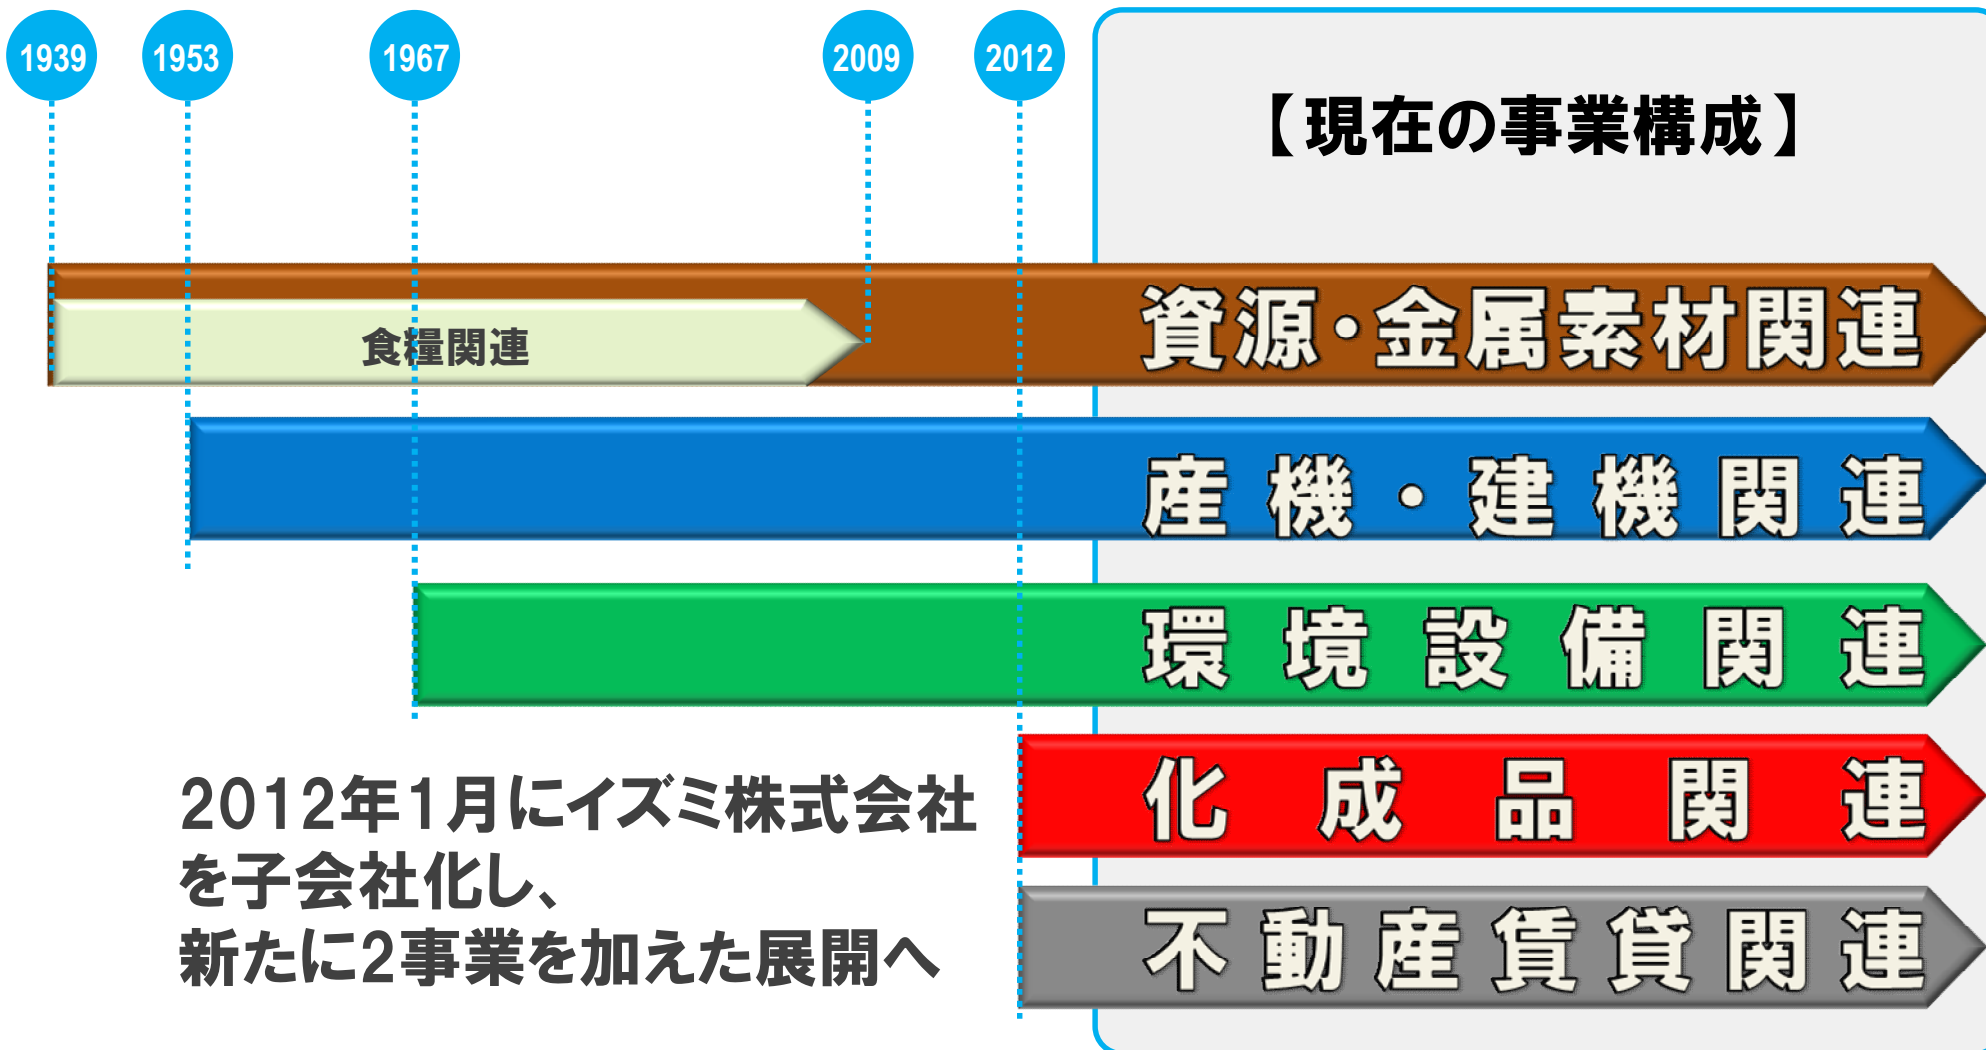 1939
1953
1967
2009
2012
【現在の事業構成】
資源・金属素材関連
食糧関連
産機・建機関連
環境設備関連
化成品関連
不動産賃貸関連
2012年1月にイズミ株式会社
を子会社化し、
新たに2事業を加えた展開へ